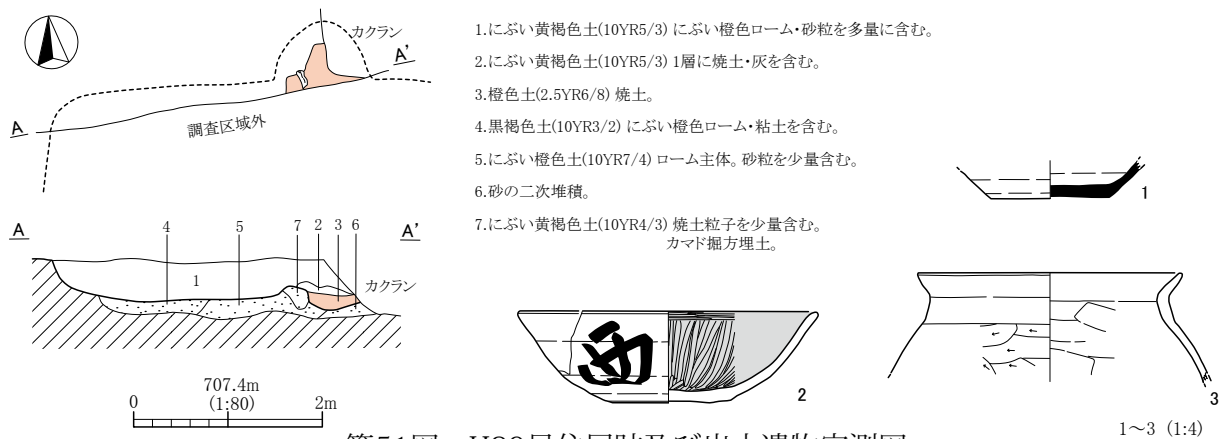 カクラン
A'
A
調査区域外
A
A'
4 5 7 2 3 6
1
カクラン
707.4m
0 (1:80) 2m
1.にぶい黄褐色土(10YR5/3) にぶい橙色ローム・砂粒を多量に含む。
2.にぶい黄褐色土(10YR5/3) 1層に焼土・灰を含む。
3.橙色土(2.5YR6/8) 焼土。
4.黒褐色土(10YR3/2) にぶい橙色ローム・粘土を含む。
5.にぶい橙色土(10YR7/4) ローム主体。砂粒を少量含む。
6.砂の二次堆積。
7.にぶい黄褐色土(10YR4/3) 焼土粒子を少量含む。
カマド掘方埋土。
1
2
3
1～3 (1:4)